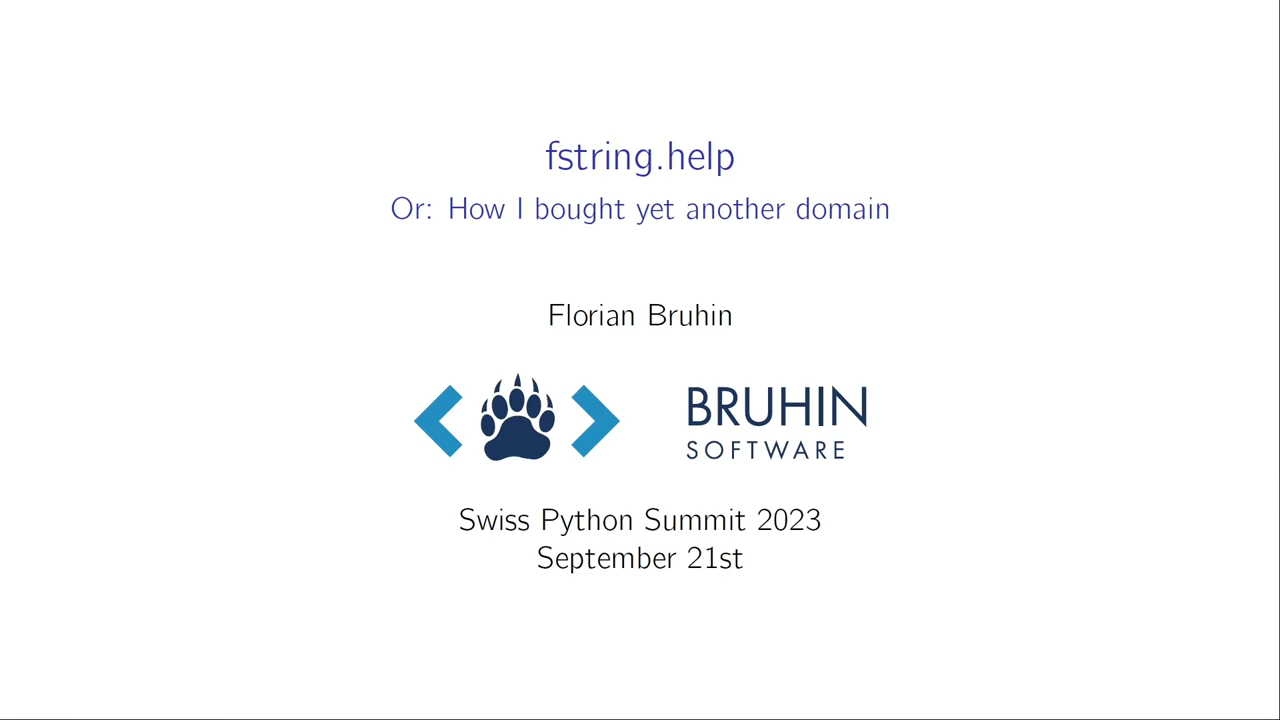 fstring.help
Or: How I bought yet another domain
Florian Bruhin
BRUHIN
SOFTWARE
Swiss Python Summit 2023
September 21st